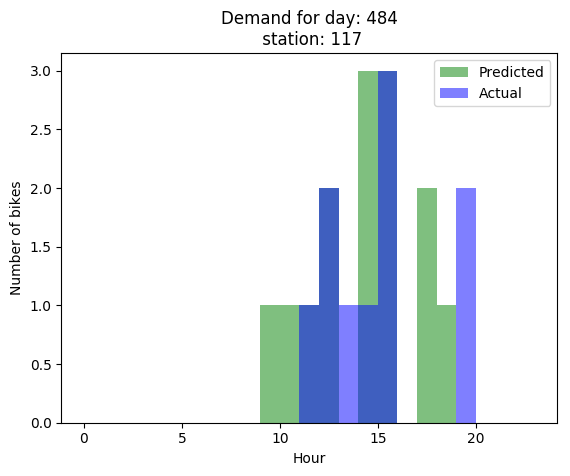 Demand for day: 484
station: 117
Predicted
Actual
Number of bikes
3.0
2.5
2.0
1.5
1.0
0.5
0.0
0
5
10
15
20
Hour